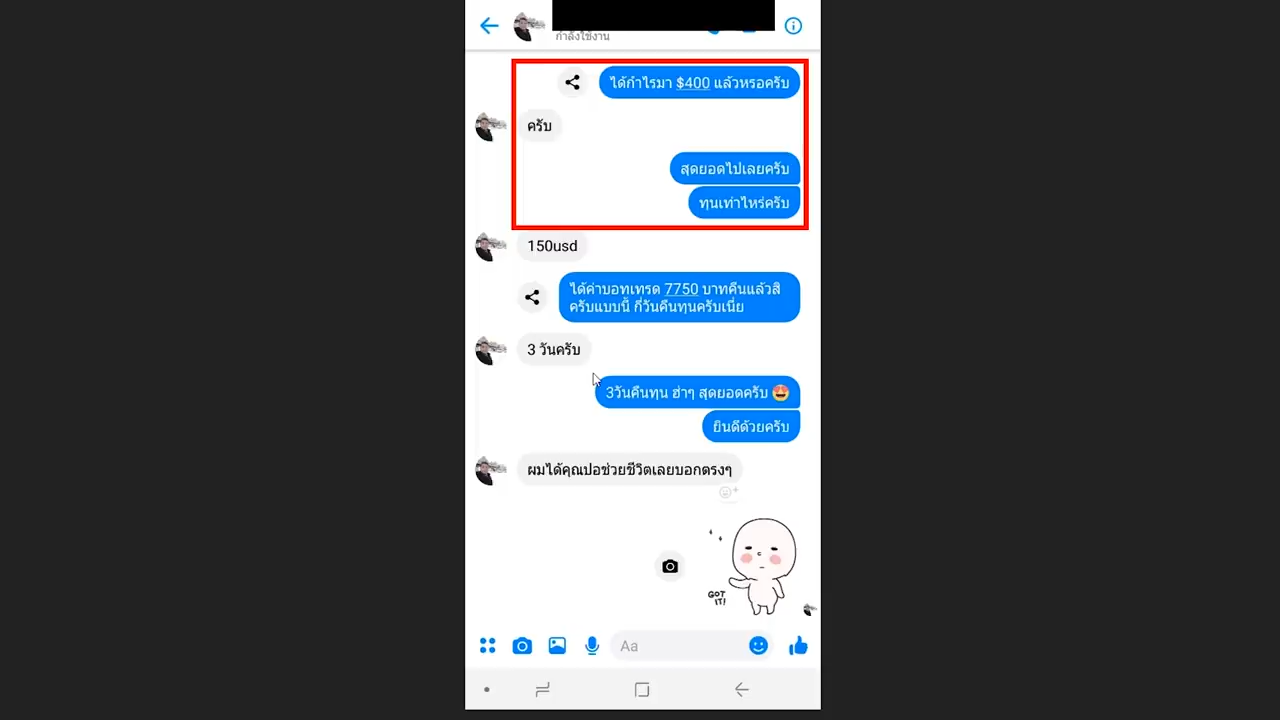 กำลังใช้งาน
ได้กำไรมา $400 แล้วหรอครับ
ครับ
สุดยอดไปเลยครับ
ทุนเท่าไหร่ครับ
150usd
ได้ค่าบอทเทรด 7750 บาทคืนแล้วสิ
ครับแบบนี้ กี่วันคืนทุนครับเนี่ย
3 วันครับ
3วันคืนทุน ฮ่าๆ สุดยอดครับ 🤩
ยินดีด้วยครับ
ผมได้คุณปอช่วยชีวิตเลยบอกตรงๆ
GOT
IT!
Aa